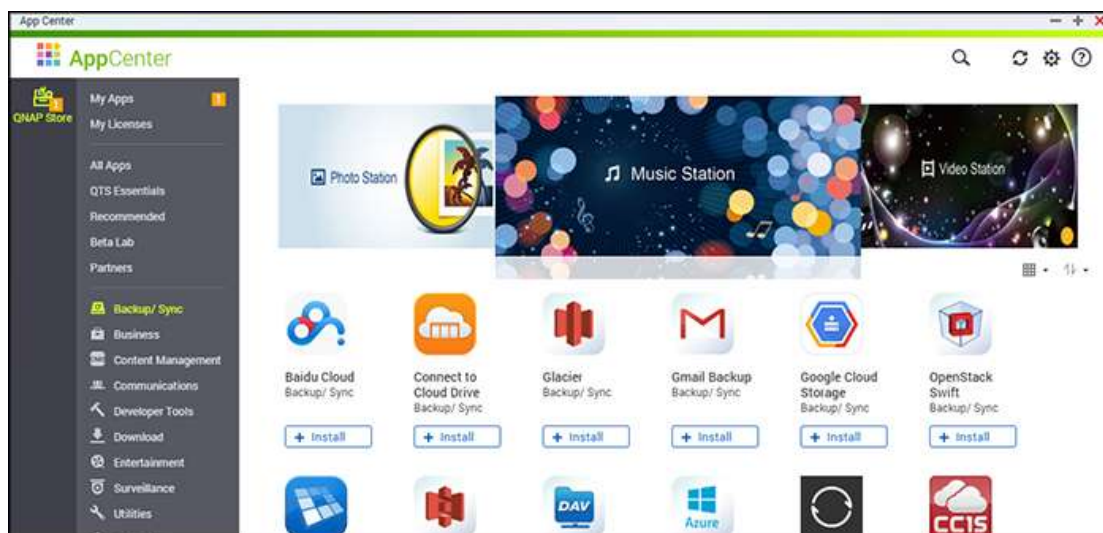 App Center
AppCenter
QNAP Store
1
My Apps
1
My Licenses
All Apps
QTS Essentials
Recommended
Beta Lab
Partners
Backup/ Sync
Business
Content Management
Communications
Developer Tools
Download
Entertainment
Surveillance
Utilities
Photo Station
Music Station
Video Station
Baidu Cloud
Backup/ Sync
+ Install
Connect to
Cloud Drive
Backup/ Sync
+ Install
Glacier
Backup/ Sync
+ Install
Gmail Backup
Backup/ Sync
+ Install
Google Cloud
Storage
Backup/ Sync
+ Install
OpenStack
Swift
Backup/ Sync
+ Install
DAV
Azure
CC1S